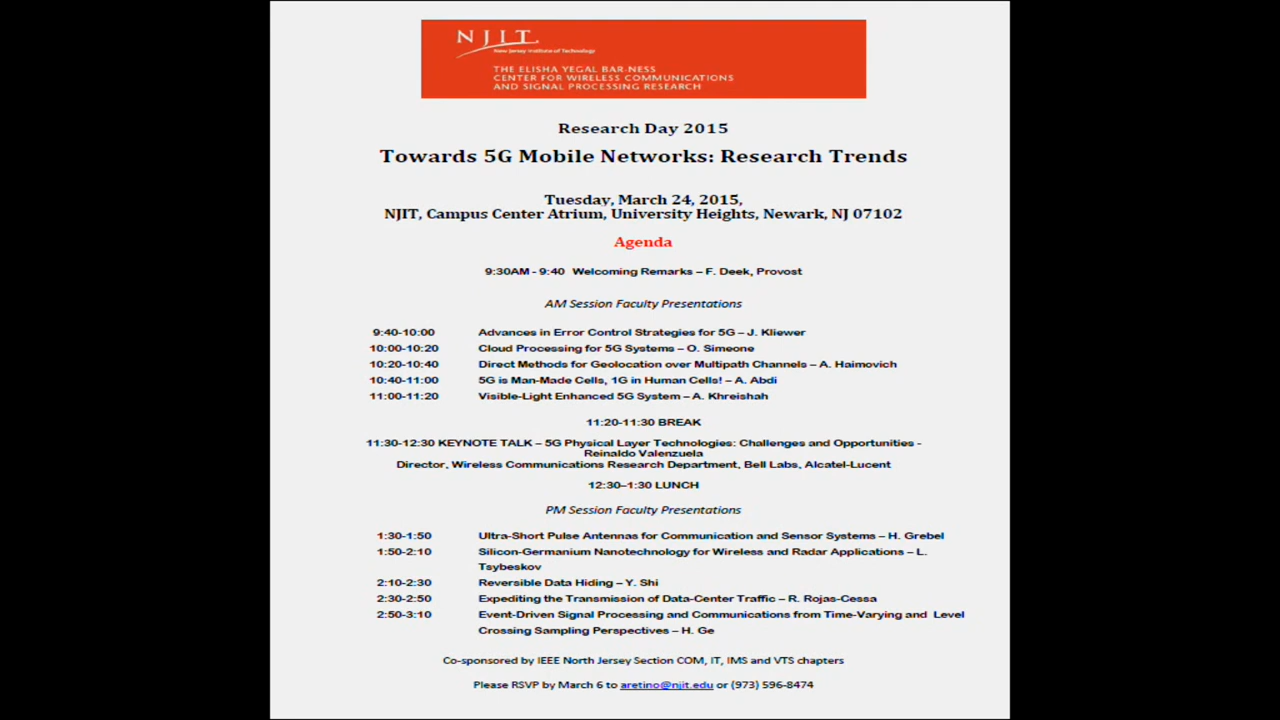 NJIT
New Jersey Institute of Technology
THE ELISHA YEGAL BAR-NESS
CENTER FOR WIRELESS COMMUNICATIONS
AND SIGNAL PROCESSING RESEARCH
Research Day 2015
Towards 5G Mobile Networks: Research Trends
Tuesday, March 24, 2015,
NJIT, Campus Center Atrium, University Heights, Newark, NJ 07102
Agenda
9:30AM - 9:40 Welcoming Remarks – F. Deek, Provost
AM Session Faculty Presentations
9:40-10:00 Advances in Error Control Strategies for 5G – J. Kliewer
10:00-10:20 Cloud Processing for 5G Systems – O. Simeone
10:20-10:40 Direct Methods for Geolocation over Multipath Channels – A. Haimovich
10:40-11:00 5G is Man-Made Cells, 1G in Human Cells! – A. Abdi
11:00-11:20 Visible-Light Enhanced 5G System – A. Khreishah
11:20-11:30 BREAK
11:30-12:30 KEYNOTE TALK – 5G Physical Layer Technologies: Challenges and Opportunities -
Reinaldo Valenzuela
Director, Wireless Communications Research Department, Bell Labs, Alcatel-Lucent
12:30–1:30 LUNCH
PM Session Faculty Presentations
1:30-1:50 Ultra-Short Pulse Antennas for Communication and Sensor Systems – H. Grebel
1:50-2:10 Silicon-Germanium Nanotechnology for Wireless and Radar Applications – L.
Tsybeskov
2:10-2:30 Reversible Data Hiding – Y. Shi
2:30-2:50 Expediting the Transmission of Data-Center Traffic – R. Rojas-Cessa
2:50-3:10 Event-Driven Signal Processing and Communications from Time-Varying and Level
Crossing Sampling Perspectives – H. Ge
Co-sponsored by IEEE North Jersey Section COM, IT, IMS and VTS chapters
Please RSVP by March 6 to aretino@njit.edu or (973) 596-8474